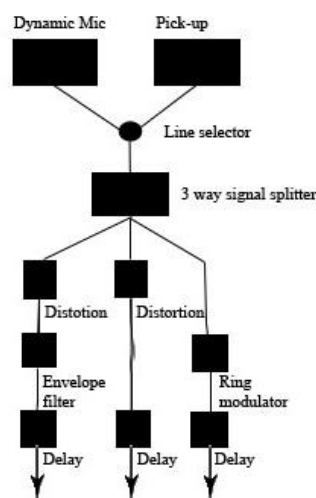 Dynamic Mic
Pick-up
Line selector
3 way signal splitter
Distotion
Distortion
Envelope
filter
Ring
modulator
Delay
Delay
Delay